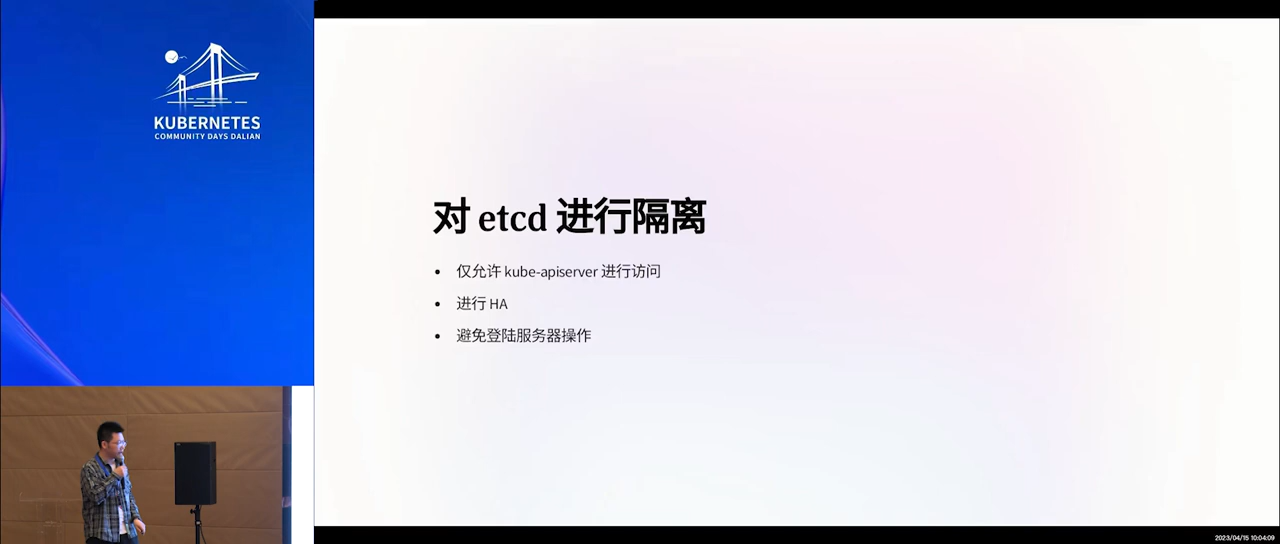 KUBERNETES
COMMUNITY DAYS DALIAN
对 etcd 进行隔离
• 仅允许 kube-apiserver 进行访问
• 进行 HA
• 避免登陆服务器操作
2023/04/15 10:04:09